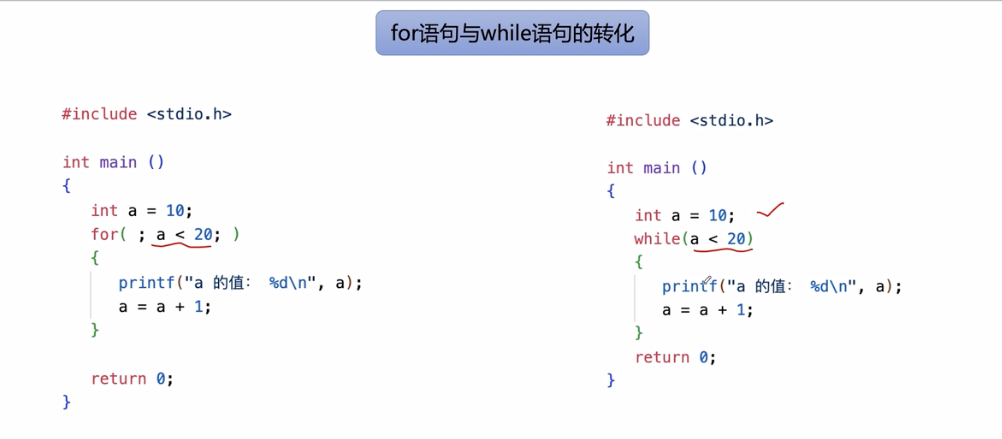 for语句与while语句的转化
#include <stdio.h>
int main ()
{
int a = 10;
for( ; a < 20; )
{
printf("a 的值： %d\n", a);
a = a + 1;
}
return 0;
}
#include <stdio.h>
int main ()
{
int a = 10;
while(a < 20)
{
printf("a 的值： %d\n", a);
a = a + 1;
}
return 0;
}